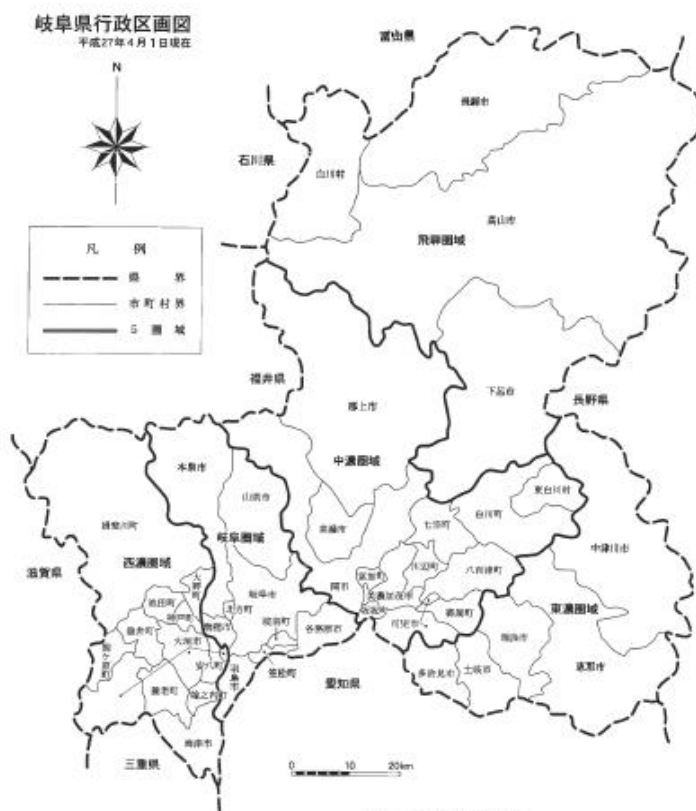 岐阜県行政区画図
平成27年4月1日現在
N
富山県
飛騨市
石川県
白川村
高山市
飛騨圏域
凡 例
県 界
市町村界
5 圏 域
福井県
郡上市
下呂市
長野県
中濃圏域
本巣市
山県市
東白川村
七宗町
白川町
美濃市
揖斐川町
中津川市
岐阜圏域
滋賀県
西濃圏域
川辺町
八百津町
関市
富加町
大野町
美濃加茂市
東濃圏域
池田町
岐阜市
北方町
坂祝町
御嵩町
神戸町
垂井町
瑞穂市
岐南町
各務原市
可児市
瑞浪市
恵那市
関ケ原町
大垣市
安八町
羽島市
笠松町
多治見市
土岐市
愛知県
養老町
輪之内町
海津市
三重県
0 10 20km